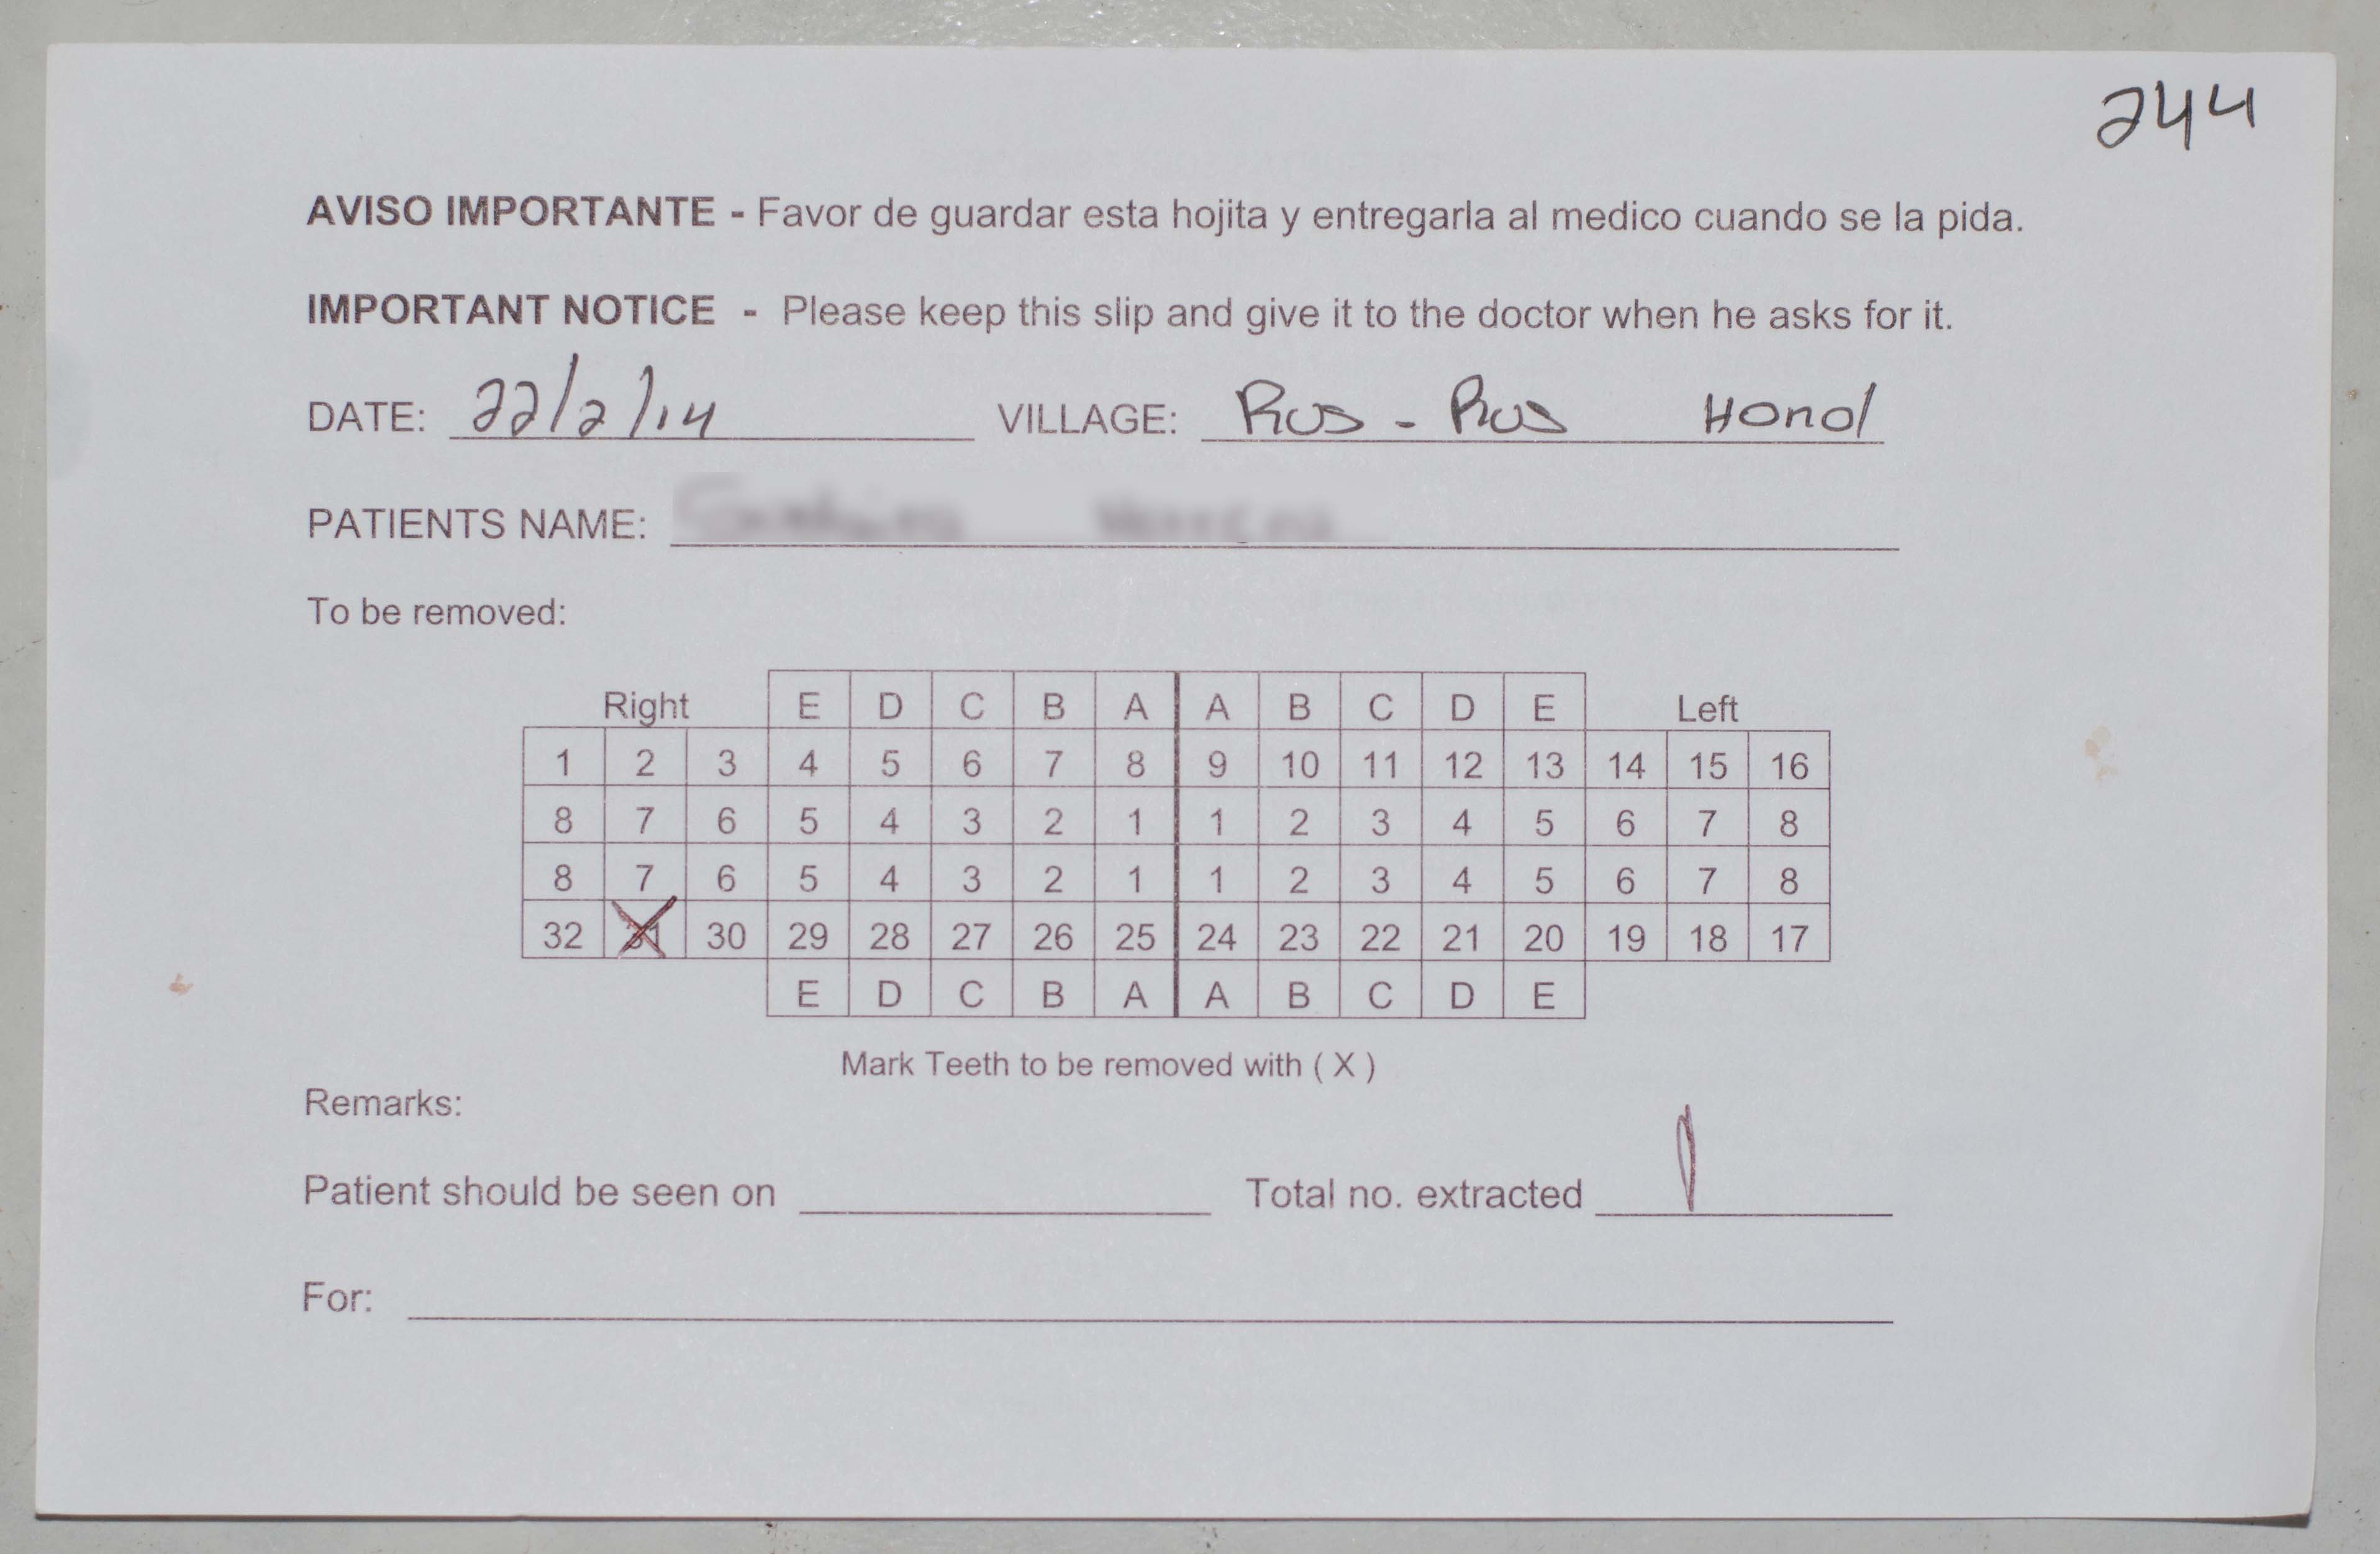 244
AVISO IMPORTANTE - Favor de guardar esta hojita y entregarla al medico cuando se la pida.
IMPORTANT NOTICE - Please keep this slip and give it to the doctor when he asks for it.
DATE: 22/2/14 VILLAGE: Rus - Rus Hond
PATIENTS NAME:
To be removed:
Right E D C B A A B C D E Left
1 2 3 4 5 6 7 8 9 10 11 12 13 14 15 16
8 7 6 5 4 3 2 1 1 2 3 4 5 6 7 8
8 7 6 5 4 3 2 1 1 2 3 4 5 6 7 8
32 31 30 29 28 27 26 25 24 23 22 21 20 19 18 17
E D C B A A B C D E
Mark Teeth to be removed with ( X )
Remarks:
Patient should be seen on Total no. extracted 1
For: